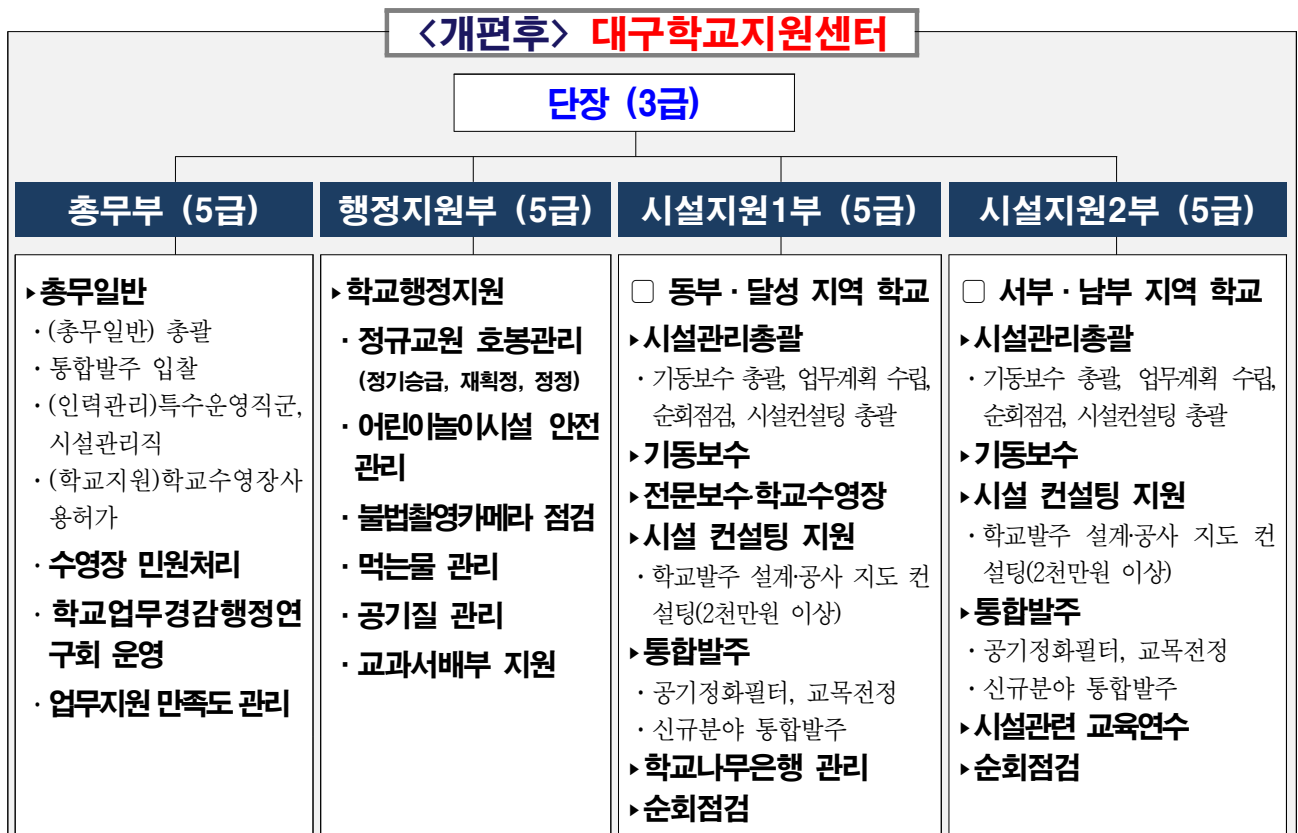 <개편후> 대구학교지원센터
단장 (3급)
총무부 (5급)
▸총무일반
· (총무일반) 총괄
· 통합발주 입찰
· (인력관리)특수운영직군,
시설관리직
· (학교지원)학교수영장사
용허가
· 수영장 민원처리
· 학교업무경감행정연
구회 운영
· 업무지원 만족도 관리
행정지원부 (5급)
▸학교행정지원
· 정규교원 호봉관리
(정기승급, 재획정, 정정)
· 어린이놀이시설 안전
관리
· 불법촬영카메라 점검
· 먹는물 관리
· 공기질 관리
· 교과서배부 지원
시설지원1부 (5급)
□ 동부 · 달성 지역 학교
▸시설관리총괄
· 기동보수 총괄, 업무계획 수립,
순회점검, 시설컨설팅 총괄
▸기동보수
▸전문보수·학교수영장
▸시설 컨설팅 지원
· 학교발주 설계·공사 지도 컨
설팅(2천만원 이상)
▸통합발주
· 공기정화필터, 교목전정
· 신규분야 통합발주
▸학교나무은행 관리
▸순회점검
시설지원2부 (5급)
□ 서부 · 남부 지역 학교
▸시설관리총괄
· 기동보수 총괄, 업무계획 수립,
순회점검, 시설컨설팅 총괄
▸기동보수
▸시설 컨설팅 지원
· 학교발주 설계·공사 지도 컨
설팅(2천만원 이상)
▸통합발주
· 공기정화필터, 교목전정
· 신규분야 통합발주
▸시설관련 교육연수
▸순회점검